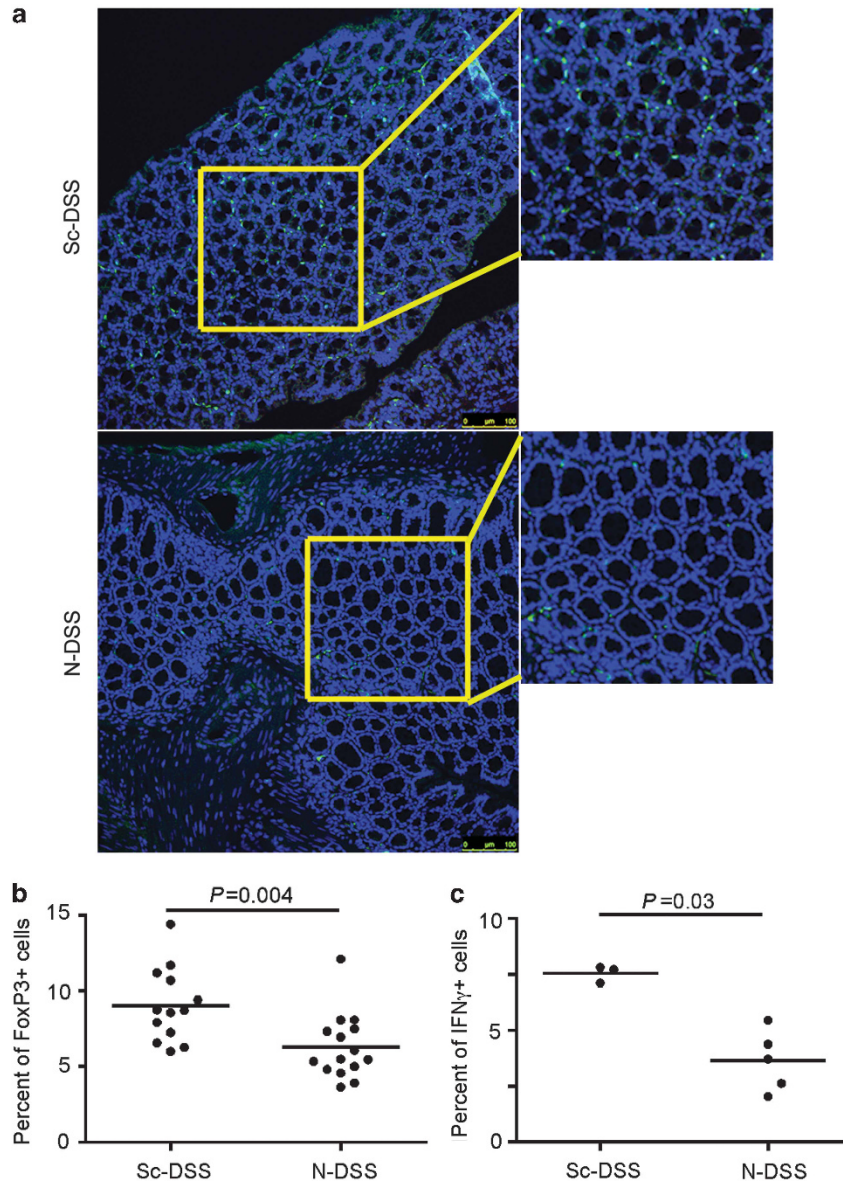 a
Sc-DSS
0 µm 100
N-DSS
0 µm 100
b
P=0.004
15
10
5
0
Percent of FoxP3+ cells
Sc-DSS
N-DSS
c
P=0.03
10
5
0
Percent of IFNγ+ cells
Sc-DSS
N-DSS